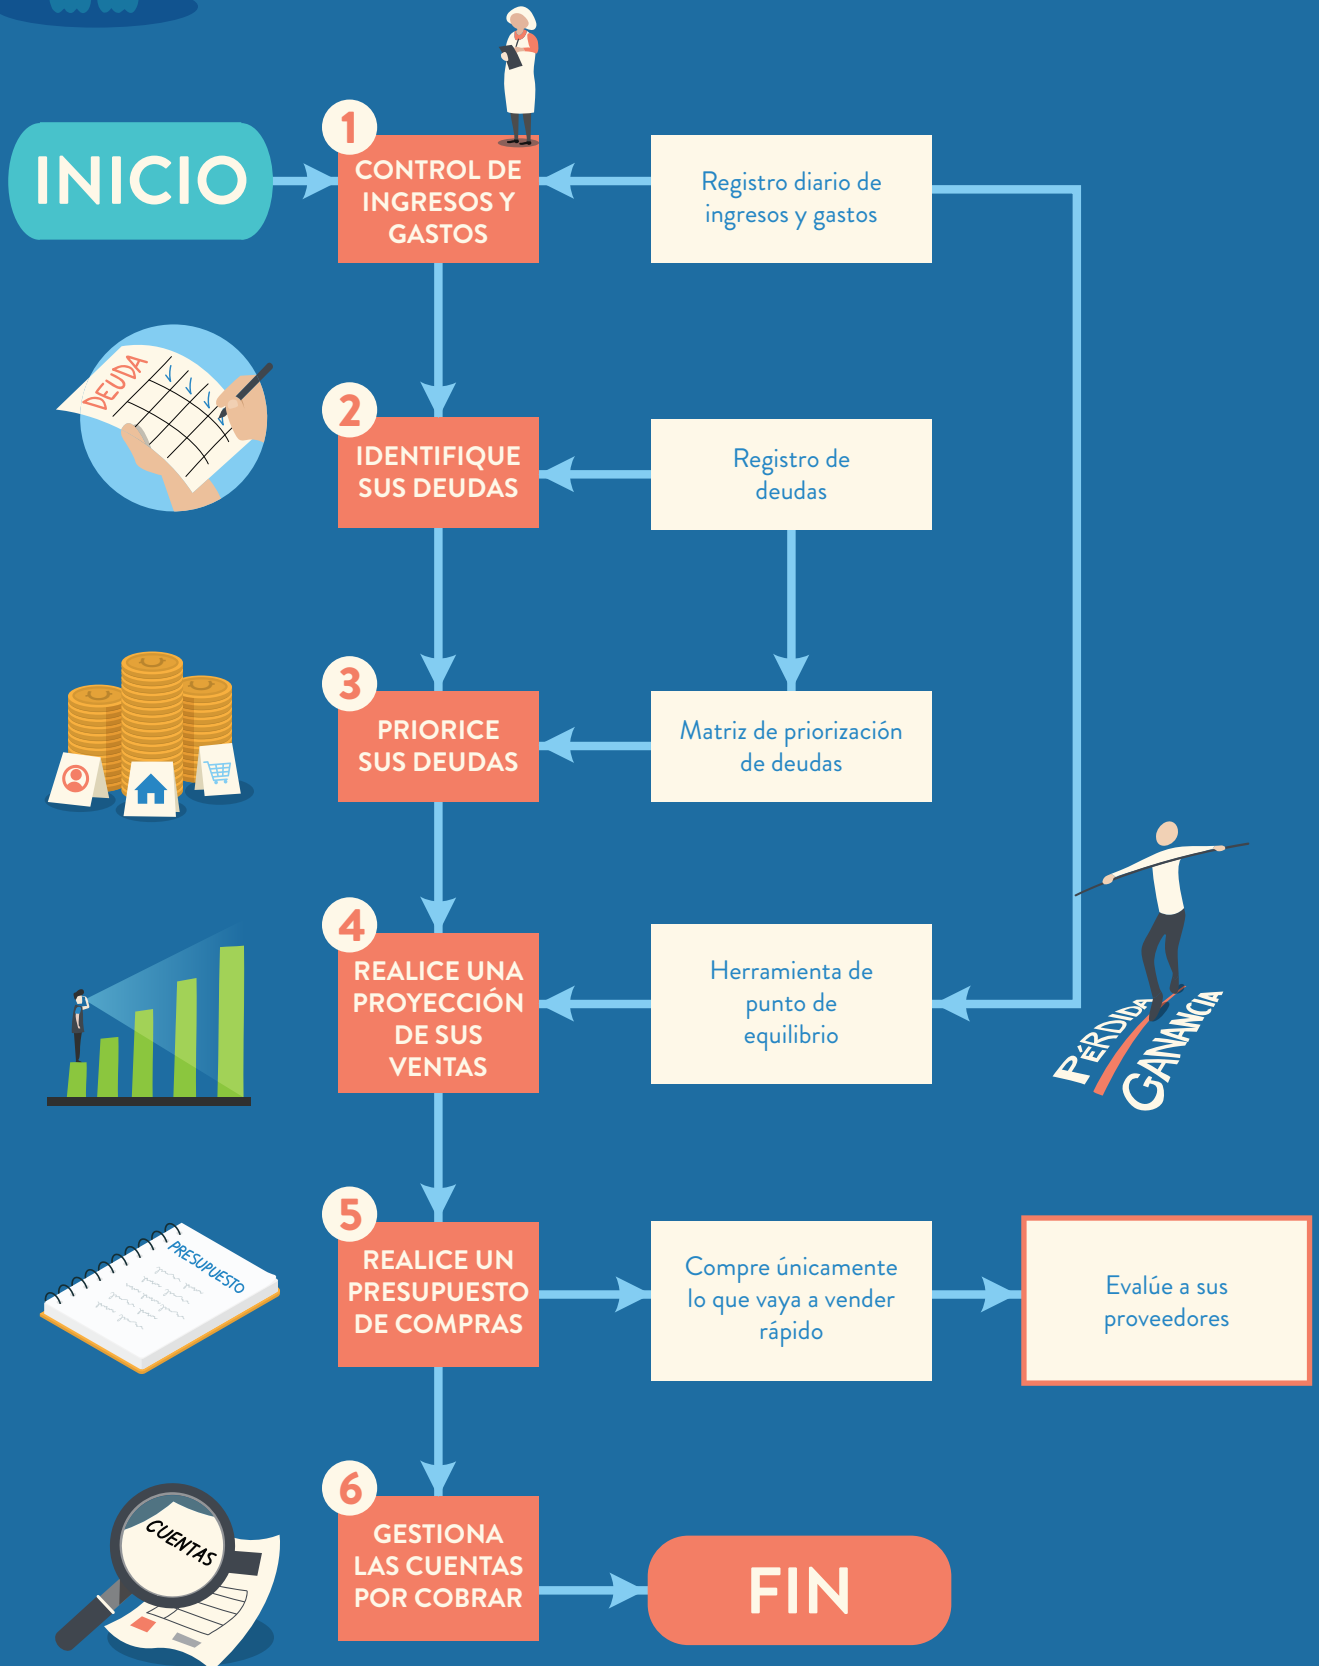 INICIO
1
CONTROL DE
INGRESOS Y
GASTOS
Registro diario de
ingresos y gastos
DEUDA
2
IDENTIFIQUE
SUS DEUDAS
Registro de
deudas
3
PRIORICE
SUS DEUDAS
Matriz de priorización
de deudas
4
REALICE UNA
PROYECCIÓN
DE SUS
VENTAS
Herramienta de
punto de
equilibrio
PÉRDIDA
GANANCIA
PRESUPUESTO
5
REALICE UN
PRESUPUESTO
DE COMPRAS
Compre únicamente
lo que vaya a vender
rápido
Evalúe a sus
proveedores
CUENTAS
6
GESTIONA
LAS CUENTAS
POR COBRAR
FIN